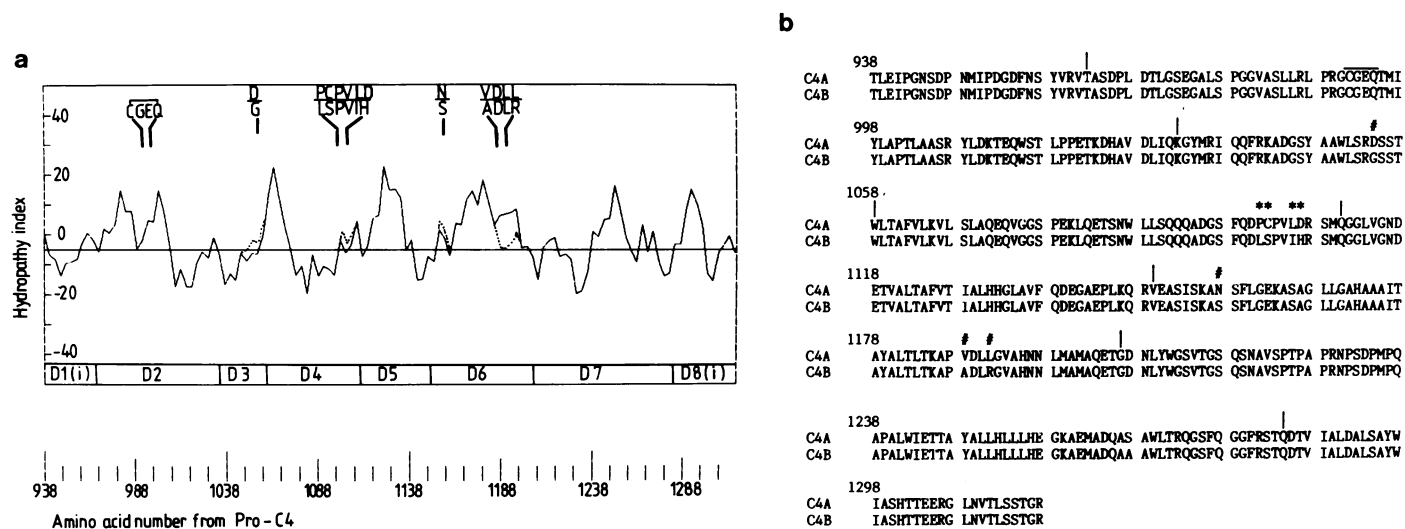 a
CGEQ
D
G
PCPVLD
LSPVIH
N
S
VDLL
ADLR
40
20
0
-20
-40
Hydropathy index
D1(i) D2 D3 D4 D5 D6 D7 D8(i)
938 988 1038 1088 1138 1188 1238 1288
Amino acid number from Pro-C4
b
938
C4A TLEIPGNSDP NMIPDGDFNS YVRVTASDPL DTLGSEGALS PGGVASLLRL PRGCGEQTMI
C4B TLEIPGNSDP NMIPDGDFNS YVRVTASDPL DTLGSEGALS PGGVASLLRL PRGCGEQTMI
998 #
C4A YLAPTLAASR YLDKTEQWST LPPETKDHAV DLIQKGYMRI QQFRKADGSY AAWLSRDSST
C4B YLAPTLAASR YLDKTEQWST LPPETKDHAV DLIQKGYMRI QQFRKADGSY AAWLSRGSST
1058 ** **
C4A WLTAFVLKVL SLAQEQVGGS PEKLQETSNW LLSQQQADGS FQDPCPVLDR SMQGGLVGND
C4B WLTAFVLKVL SLAQEQVGGS PEKLQETSNW LLSQQQADGS FQDLSPVIHR SMQGGLVGND
1118 #
C4A ETVALTAFVT IALHHGLAVF QDEGAEPLKQ RVEASISKAN SFLGEKASAG LLGAHAAAIT
C4B ETVALTAFVT IALHHGLAVF QDEGAEPLKQ RVEASISKAS SFLGEKASAG LLGAHAAAIT
1178 # #
C4A AYALTLTKAP VDLLGVAHNN LMAMAQETGD NLYWGSVTGS QSNAVSPTPA PRNPSDPMPQ
C4B AYALTLTKAP ADLRGVAHNN LMAMAQETGD NLYWGSVTGS QSNAVSPTPA PRNPSDPMPQ
1238
C4A APALWIETTA YALLHLLLHE GKAEMADQAS AWLTRQGSFQ GGFRSTQDTV IALDALSAYW
C4B APALWIETTA YALLHLLLHE GKAEMADQAA AWLTRQGSFQ GGFRSTQDTV IALDALSAYW
1298
C4A IASHTTEERG LNVTLSSTGR
C4B IASHTTEERG LNVTLSSTGR